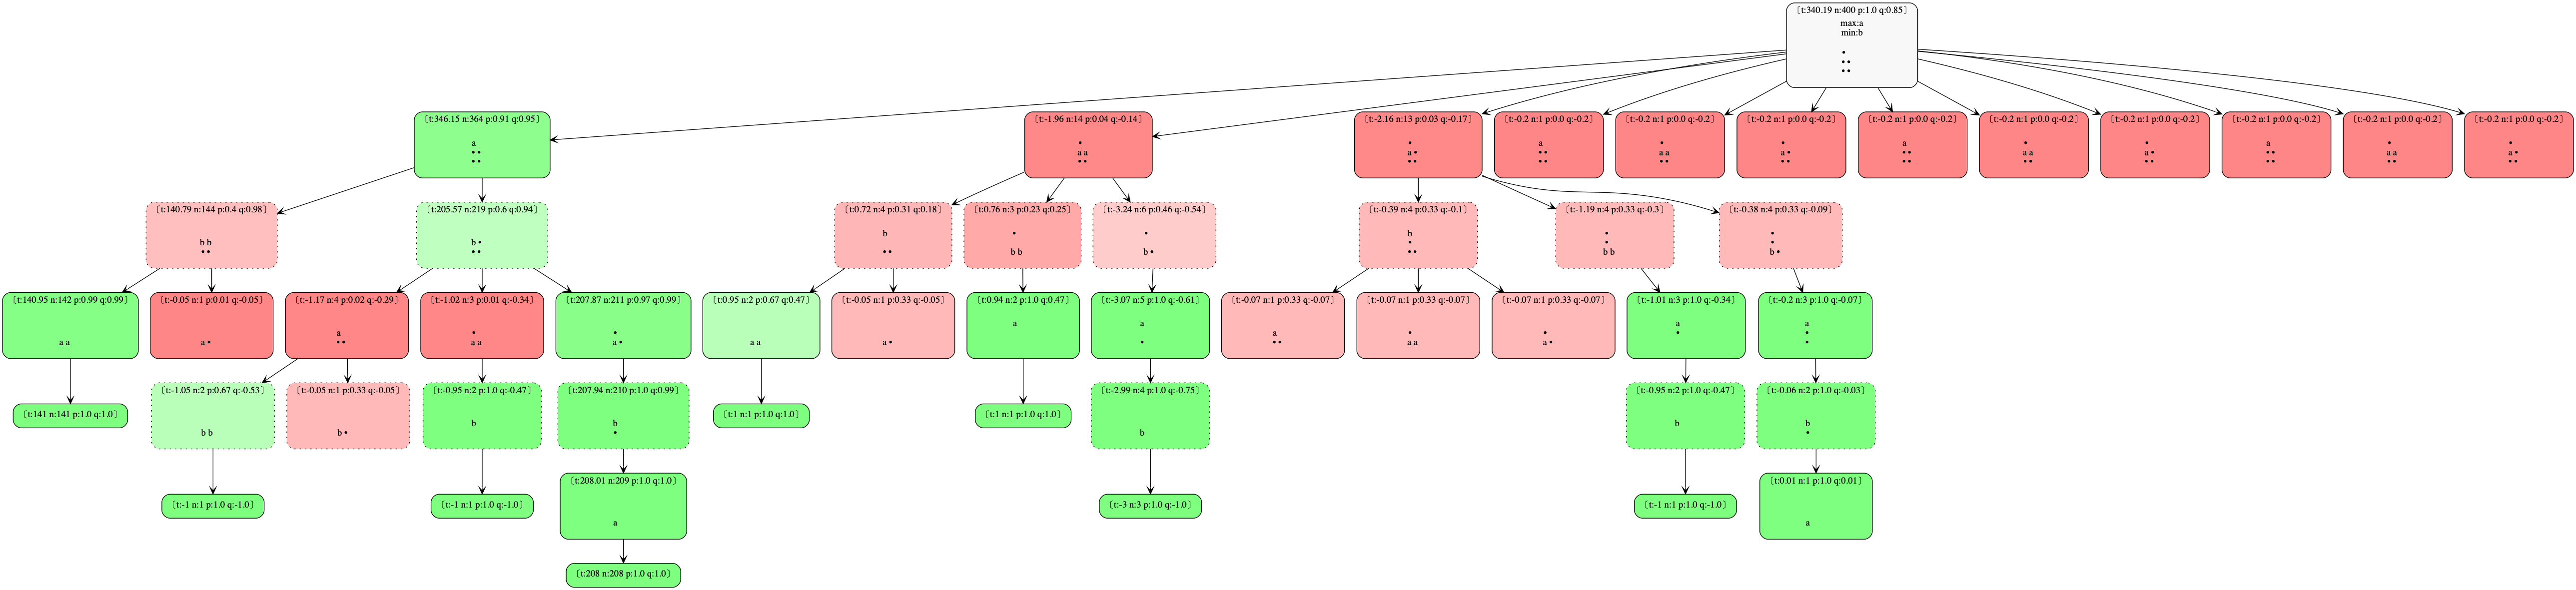 〔t:340.19 n:400 p:1.0 q:0.85〕
max:a
min:b
•
• •
• •
〔t:346.15 n:364 p:0.91 q:0.95〕
a
• •
• •
〔t:-1.96 n:14 p:0.04 q:-0.14〕
•
a a
• •
〔t:-2.16 n:13 p:0.03 q:-0.17〕
•
a •
• •
〔t:-0.2 n:1 p:0.0 q:-0.2〕
a
• •
• •
〔t:-0.2 n:1 p:0.0 q:-0.2〕
•
a a
• •
〔t:-0.2 n:1 p:0.0 q:-0.2〕
•
a •
• •
〔t:-0.2 n:1 p:0.0 q:-0.2〕
a
• •
• •
〔t:-0.2 n:1 p:0.0 q:-0.2〕
•
a a
• •
〔t:-0.2 n:1 p:0.0 q:-0.2〕
•
a •
• •
〔t:-0.2 n:1 p:0.0 q:-0.2〕
a
• •
• •
〔t:-0.2 n:1 p:0.0 q:-0.2〕
•
a a
• •
〔t:-0.2 n:1 p:0.0 q:-0.2〕
•
a •
• •
〔t:140.79 n:144 p:0.4 q:0.98〕
b b
• •
〔t:205.57 n:219 p:0.6 q:0.94〕
b •
• •
〔t:0.72 n:4 p:0.31 q:0.18〕
b
• •
〔t:0.76 n:3 p:0.23 q:0.25〕
•
b b
〔t:-3.24 n:6 p:0.46 q:-0.54〕
•
b •
〔t:-0.39 n:4 p:0.33 q:-0.1〕
b
•
• •
〔t:-1.19 n:4 p:0.33 q:-0.3〕
•
•
b b
〔t:-0.38 n:4 p:0.33 q:-0.09〕
•
•
b •
〔t:140.95 n:142 p:0.99 q:0.99〕
a a
〔t:-0.05 n:1 p:0.01 q:-0.05〕
a •
〔t:-1.17 n:4 p:0.02 q:-0.29〕
a
• •
〔t:-1.02 n:3 p:0.01 q:-0.34〕
•
a a
〔t:207.87 n:211 p:0.97 q:0.99〕
•
a •
〔t:0.95 n:2 p:0.67 q:0.47〕
a a
〔t:-0.05 n:1 p:0.33 q:-0.05〕
a •
〔t:0.94 n:2 p:1.0 q:0.47〕
a
〔t:-3.07 n:5 p:1.0 q:-0.61〕
a
•
〔t:-0.07 n:1 p:0.33 q:-0.07〕
a
• •
〔t:-0.07 n:1 p:0.33 q:-0.07〕
•
a a
〔t:-0.07 n:1 p:0.33 q:-0.07〕
•
a •
〔t:-1.01 n:3 p:1.0 q:-0.34〕
a
•
〔t:-0.2 n:3 p:1.0 q:-0.07〕
a
•
•
〔t:141 n:141 p:1.0 q:1.0〕
〔t:-1.05 n:2 p:0.67 q:-0.53〕
b b
〔t:-0.05 n:1 p:0.33 q:-0.05〕
b •
〔t:-0.95 n:2 p:1.0 q:-0.47〕
b
〔t:207.94 n:210 p:1.0 q:0.99〕
b
•
〔t:1 n:1 p:1.0 q:1.0〕
〔t:1 n:1 p:1.0 q:1.0〕
〔t:-2.99 n:4 p:1.0 q:-0.75〕
b
〔t:-0.95 n:2 p:1.0 q:-0.47〕
b
〔t:-0.06 n:2 p:1.0 q:-0.03〕
b
•
〔t:-1 n:1 p:1.0 q:-1.0〕
〔t:-1 n:1 p:1.0 q:-1.0〕
〔t:208.01 n:209 p:1.0 q:1.0〕
a
〔t:-3 n:3 p:1.0 q:-1.0〕
〔t:-1 n:1 p:1.0 q:-1.0〕
〔t:0.01 n:1 p:1.0 q:0.01〕
a
〔t:208 n:208 p:1.0 q:1.0〕